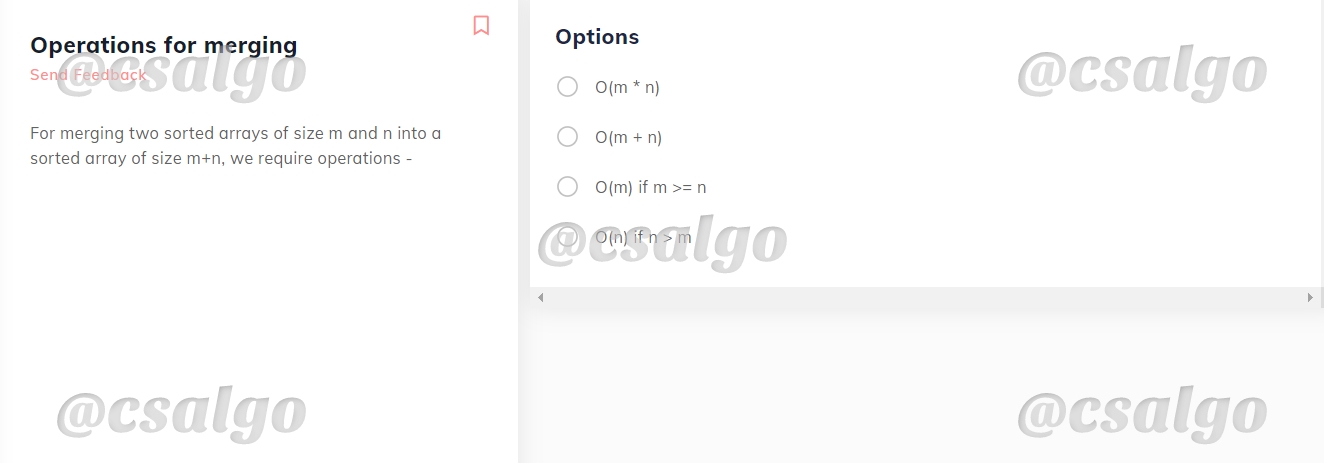 Operations for merging
Send Feedback
@csalgo
For merging two sorted arrays of size m and n into a
sorted array of size m+n, we require operations -
@csalgo
Options
@csalgo
O(m * n)
O(m + n)
O(m) if m >= n
O(n) if n > m
@csalgo
@csalgo